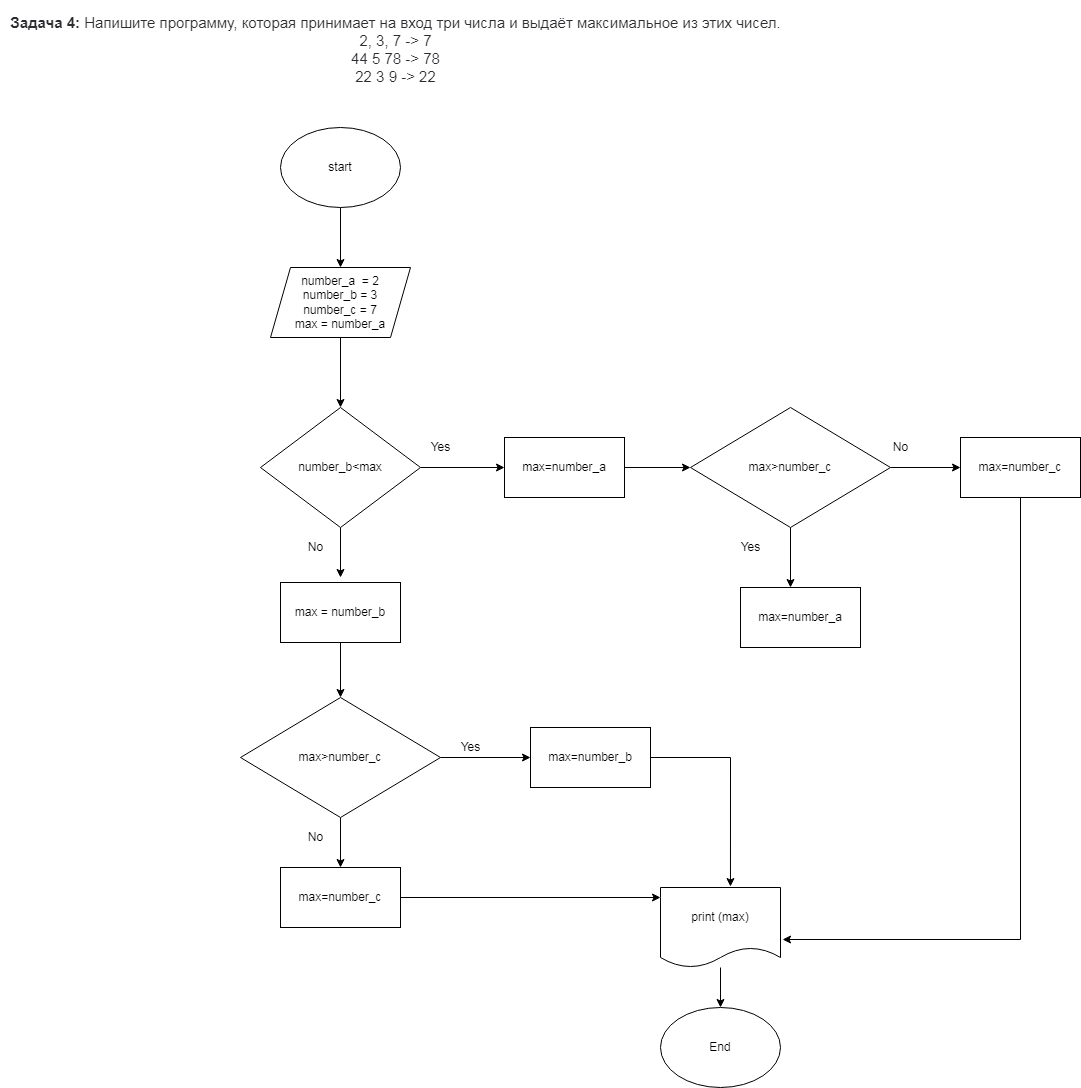 Задача 4: Напишите программу, которая принимает на вход три числа и выдаёт максимальное из этих чисел.
2, 3, 7 -> 7
44 5 78 -> 78
22 3 9 -> 22
start
number_a = 2
number_b = 3
number_c = 7
max = number_a
number_b<max
Yes
max=number_a
max>number_c
No
max=number_c
No
Yes
max = number_b
max=number_a
max>number_c
Yes
max=number_b
No
max=number_c
print (max)
End